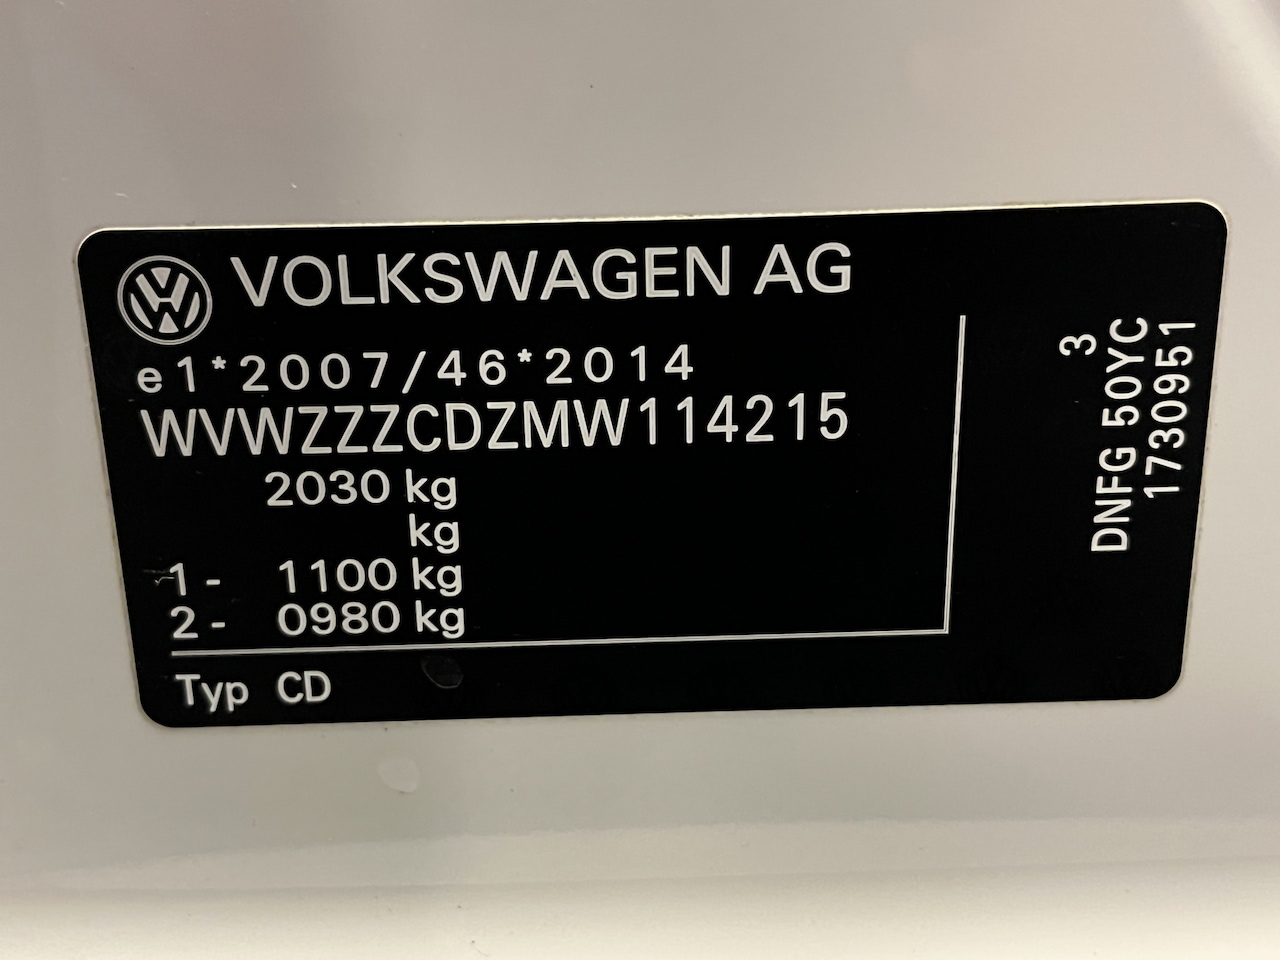 VOLKSWAGEN AG
e1*2007/46*2014
WVWZZZCDZMW114215
2030 kg
kg
1- 1100 kg
2- 0980 kg
Typ CD
3
DNFG 50YC
1730951